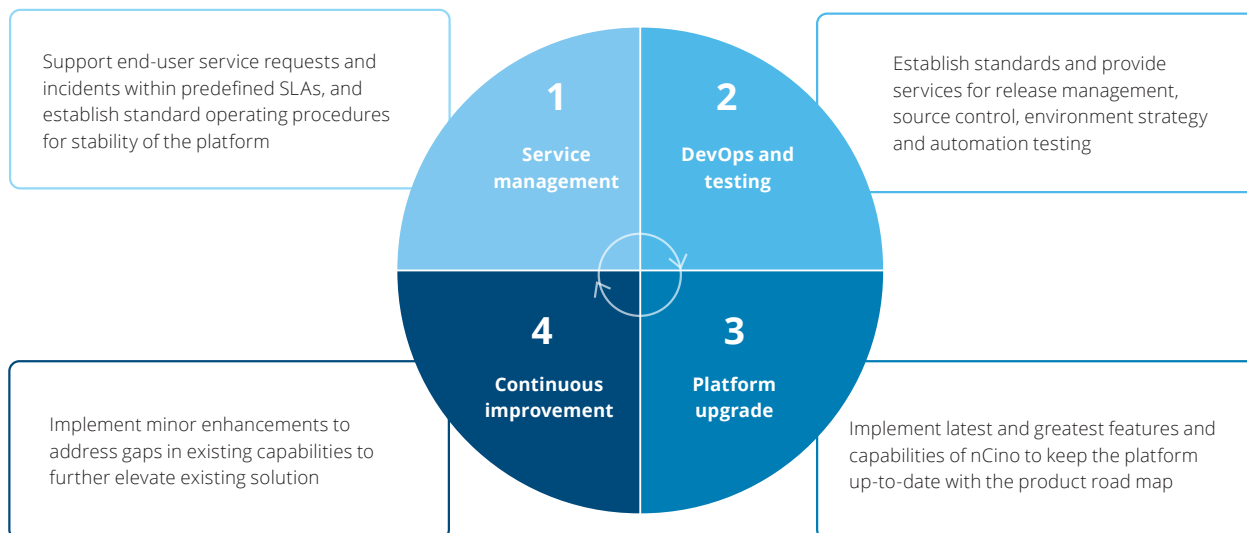 Support end-user service requests and
incidents within predefined SLAs, and
establish standard operating procedures
for stability of the platform
1
Service
management
2
DevOps and
testing
Establish standards and provide
services for release management,
source control, environment strategy
and automation testing
Implement minor enhancements to
address gaps in existing capabilities to
further elevate existing solution
4
Continuous
improvement
3
Platform
upgrade
Implement latest and greatest features and
capabilities of nCino to keep the platform
up-to-date with the product road map